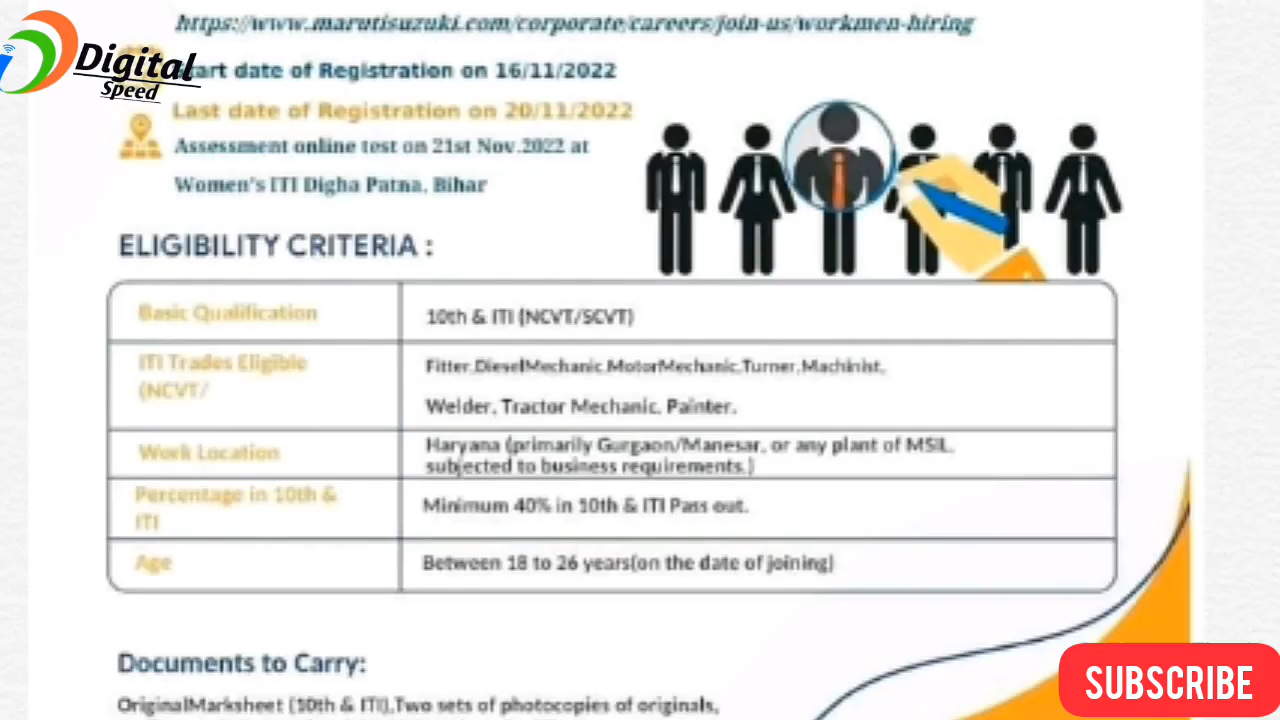 https://www.marutisuzuki.com/corporate/careers/join-us/workmen-hiring
Digital
Speed
Start date of Registration on 16/11/2022
Last date of Registration on 20/11/2022
Assessment online test on 21st Nov.2022 at
Women's ITI Digha Patna, Bihar
ELIGIBILITY CRITERIA :
Basic Qualification
10th & ITI (NCVT/SCVT)
ITI Trades Eligible
(NCVT/
Fitter,DieselMechanic,MotorMechanic,Turner,Machinist,
Welder, Tractor Mechanic, Painter.
Work Location
Haryana (primarily Gurgaon/Manesar, or any plant of MSIL,
subjected to business requirements.)
Percentage in 10th &
ITI
Minimum 40% in 10th & ITI Pass out.
Age
Between 18 to 26 years(on the date of joining)
Documents to Carry:
OriginalMarksheet (10th & ITI),Two sets of photocopies of originals,
SUBSCRIBE